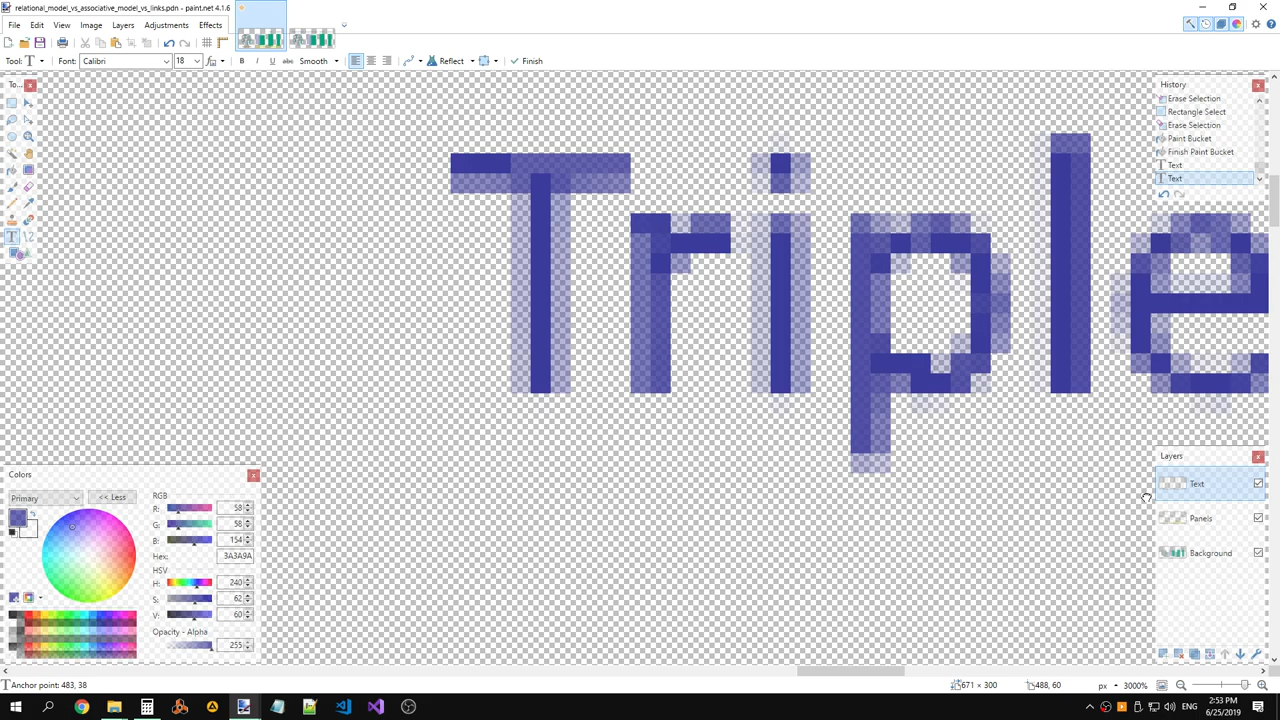 relational_model_vs_associative_model_vs_links.pdn - paint.net 4.1.6
File Edit View Image Layers Adjustments Effects
Tool: T Font: Calibri 18 B I U abc Smooth Reflect Finish
To...
History
Erase Selection
Rectangle Select
Erase Selection
Paint Bucket
Finish Paint Bucket
Text
Text
Triple
Layers
Text
Panels
Background
Colors
Primary << Less
RGB
R: 58
G: 58
B: 154
Hex: 3A3A9A
HSV
H: 240
S: 62
V: 60
Opacity - Alpha
255
Anchor point: 483, 38 671 × 300 488, 60 px 3000%
ENG 2:53 PM
6/25/2019